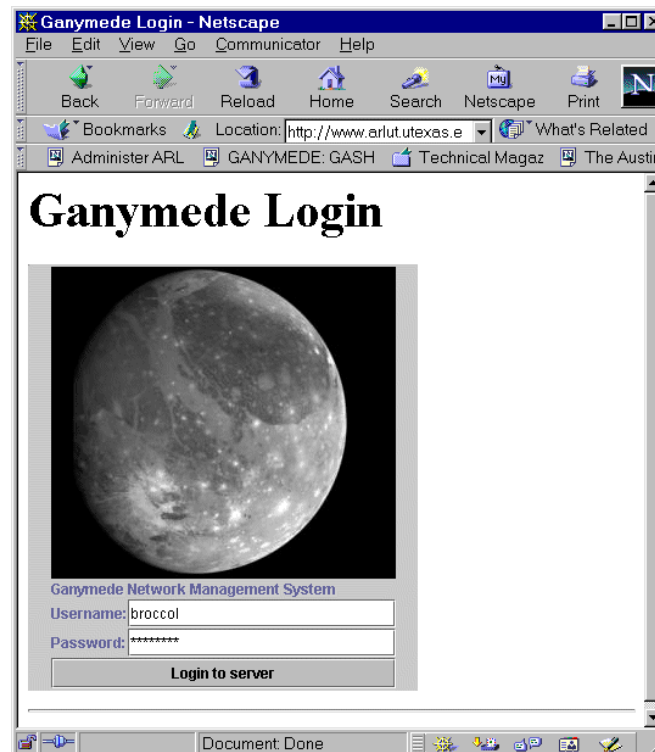 Ganymede Login - Netscape
File Edit View Go Communicator Help
Back Forward Reload Home Search Netscape Print
My
N
Bookmarks Location: http://www.arlut.utexas.e What's Related
Administer ARL GANYMEDE: GASH Technical Magaz The Austi
Ganymede Login
Ganymede Network Management System
Username: broccol
Password: ********
Login to server
Document: Done